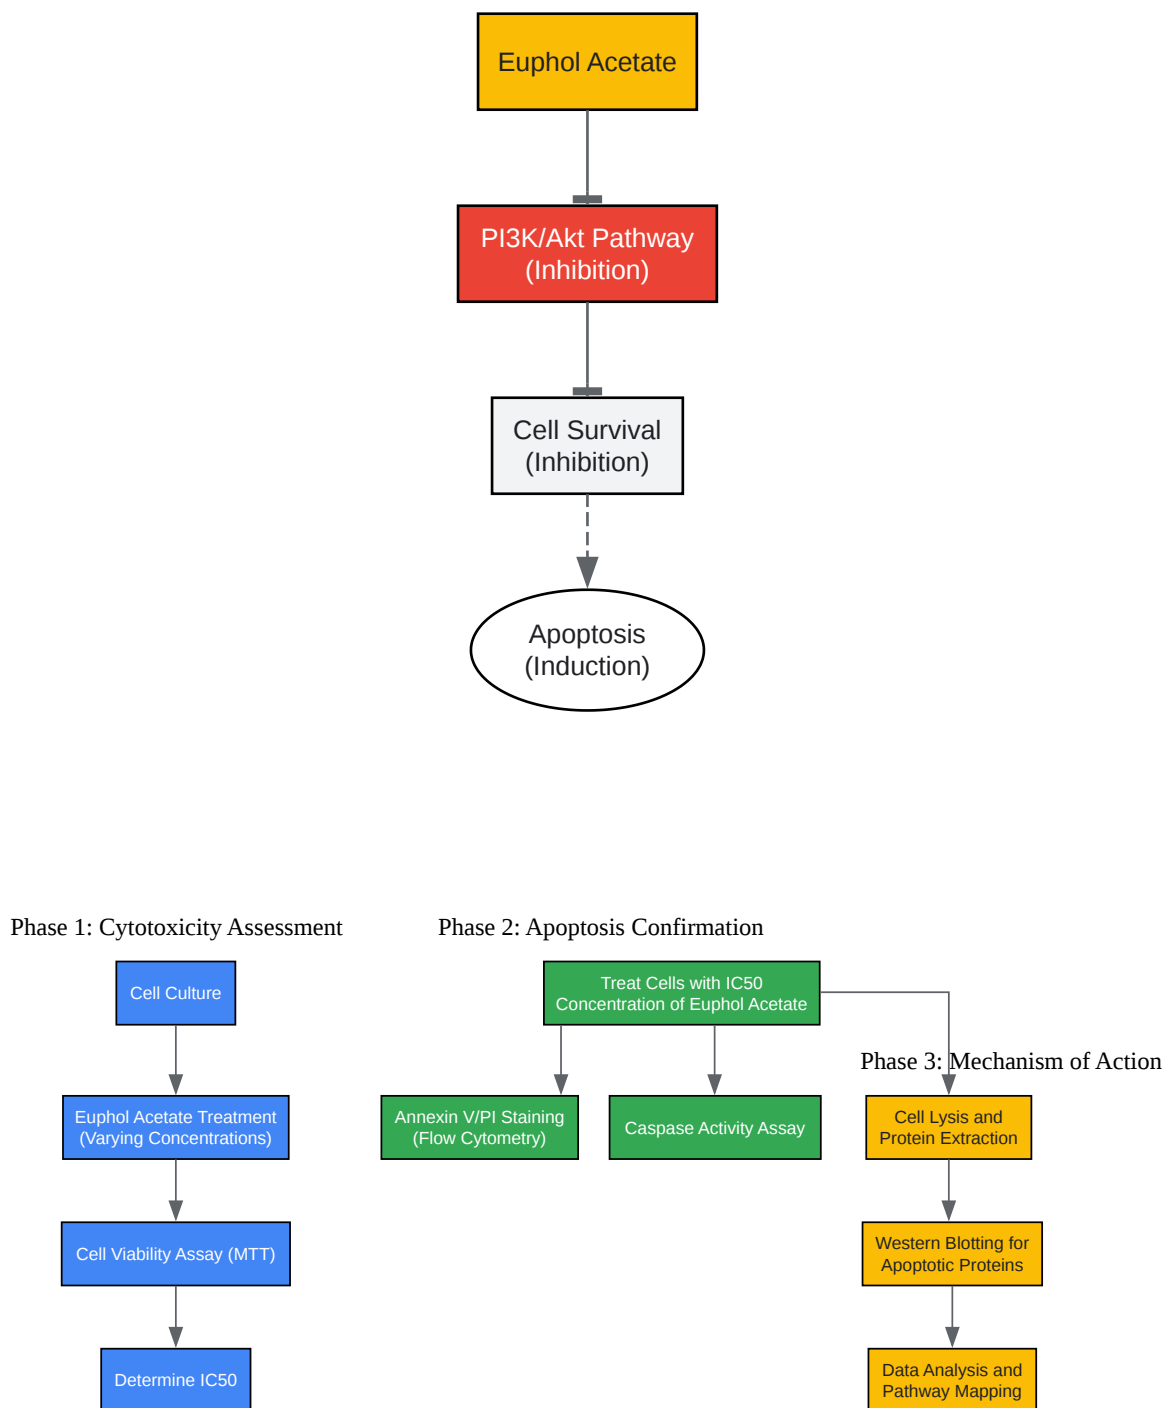 Euphol Acetate
PI3K/Akt Pathway
(Inhibition)
Cell Survival
(Inhibition)
Apoptosis
(Induction)
Phase 1: Cytotoxicity Assessment
Cell Culture
Euphol Acetate Treatment
(Varying Concentrations)
Cell Viability Assay (MTT)
Determine IC50
Phase 2: Apoptosis Confirmation
Treat Cells with IC50
Concentration of Euphol Acetate
Annexin V/PI Staining
(Flow Cytometry)
Caspase Activity Assay
Phase 3: Mechanism of Action
Cell Lysis and
Protein Extraction
Western Blotting for
Apoptotic Proteins
Data Analysis and
Pathway Mapping